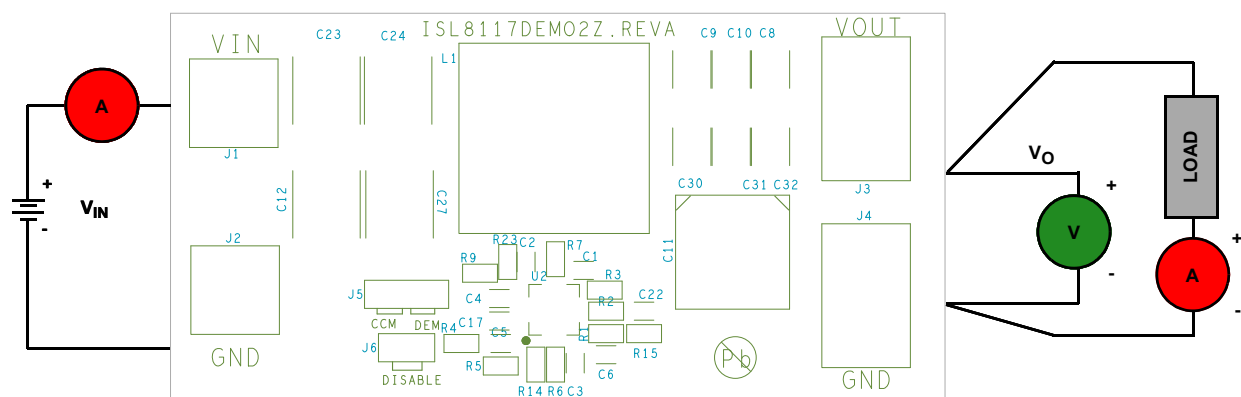 ISL8117DEMO2Z.REVA
VIN
C23
C24
L1
C9
C10
C8
VOUT
A
J1
+
VIN
-
C12
C27
C30
C31
C32
J3
VO
+
V
-
LOAD
A
+
-
J2
J4
C11
R23
C2
R7
R9
U2
C1
R3
J5
C4
R2
C22
CCM
DEM
C17
R4
C5
R1
J6
R15
R5
C6
DISABLE
R14
R6
C3
Pb
GND
GND